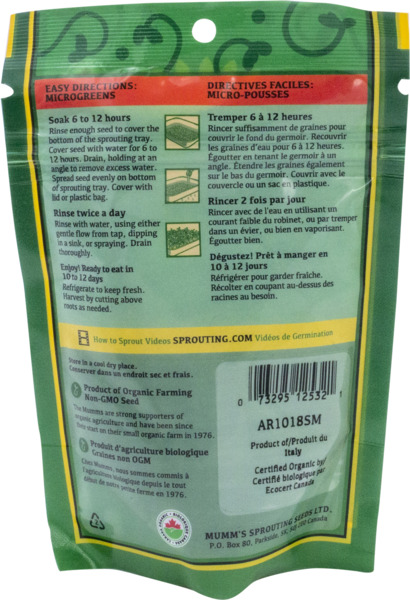 EASY DIRECTIONS:
MICROGREENS
Soak 6 to 12 hours
Rinse enough seed to cover the
bottom of the sprouting tray.
Cover seed with water for 6 to
12 hours. Drain, holding at an
angle to remove excess water.
Spread seed evenly on bottom
of sprouting tray. Cover with
lid or plastic bag.
Rinse twice a day
Rinse with water, using either
gentle flow from tap, dipping
in a sink, or spraying. Drain
thoroughly.
Enjoy! Ready to eat in
10 to 12 days
Refrigerate to keep fresh.
Harvest by cutting above
roots as needed.
DIRECTIVES FACILES:
MICRO-POUSSES
Tremper 6 à 12 heures
Rincer suffisamment de graines pour
couvrir le fond du germoir. Recouvrir
les graines d'eau pour 6 à 12 heures.
Égoutter en tenant le germoir à un
angle. Étendre les graines également
sur le bas du germoir. Couvrir avec le
couvercle ou un sac en plastique.
Rincer 2 fois par jour
Rincer avec de l'eau en utilisant un
courant faible du robinet, ou par tremper
dans un évier, ou bien en vaporisant.
Égoutter bien.
Dégustez! Prêt à manger en
10 à 12 jours
Réfrigérer pour garder fraîche.
Récolter en coupant au-dessus des
racines au besoin.
How to Sprout Videos SPROUTING.COM Vidéos de Germination
Store in a cool dry place.
Conserver dans un endroit sec et frais.
Product of Organic Farming
Non-GMO Seed
The Mumms are strong supporters of
organic agriculture and have been since
their start on their small organic farm in 1976.
Produit d'agriculture biologique
Graines non OGM
Chez Mumm, nous sommes commis à
l'agriculture biologique depuis le tout
début de notre petite ferme en 1976.
0 73295 12532 1
AR1018SM
Product of/Produit du
Italy
Certified Organic by/
Certifié biologique par
Ecocert Canada
MUMM'S SPROUTING SEEDS LTD.
P.O. Box 80, Parkside, SK, S0J 2A0 Canada